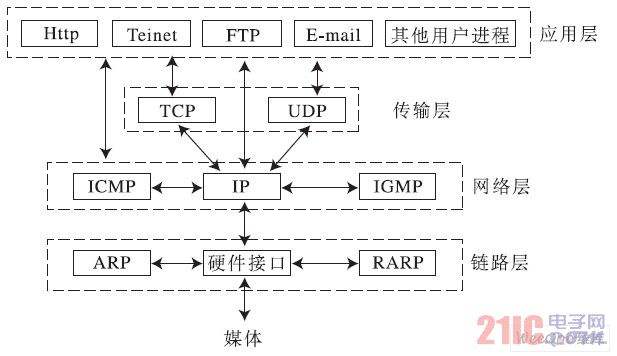 Http Teinet FTP E-mail 其他用户进程 应用层
TCP UDP 传输层
ICMP IP IGMP 网络层
ARP 硬件接口 RARP 链路层
媒体
21IC电子网